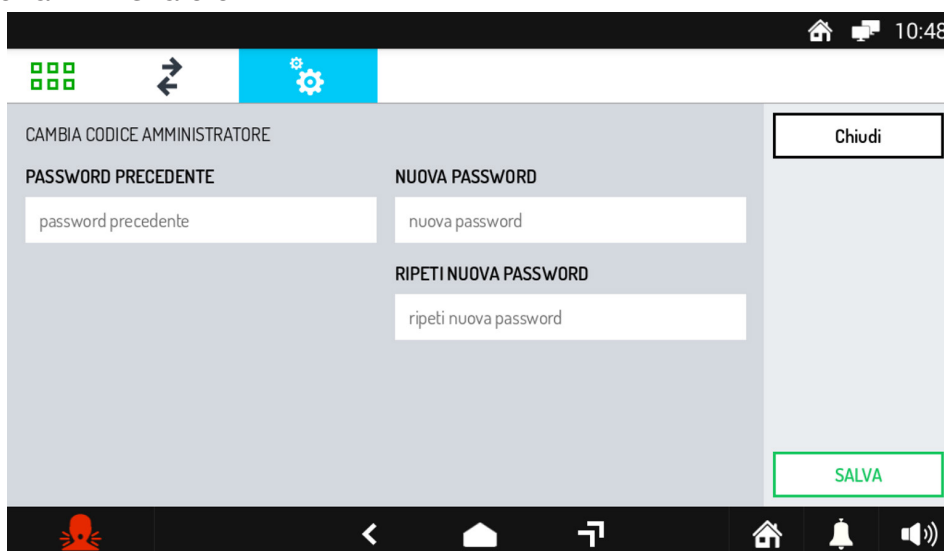 10:48
CAMBIA CODICE AMMINISTRATORE
Chiudi
PASSWORD PRECEDENTE
NUOVA PASSWORD
password precedente
nuova password
RIPETI NUOVA PASSWORD
ripeti nuova password
SALVA